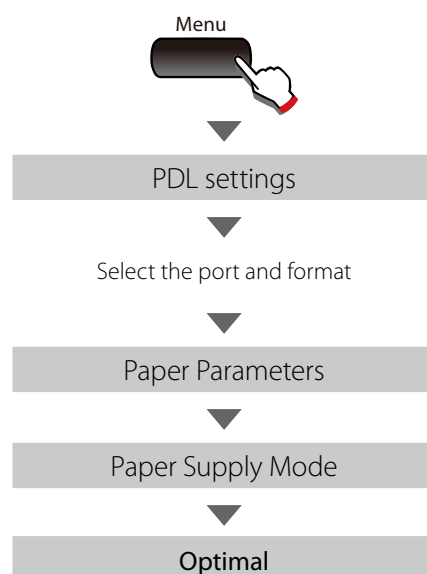 Menu
PDL settings
Select the port and format
Paper Parameters
Paper Supply Mode
Optimal